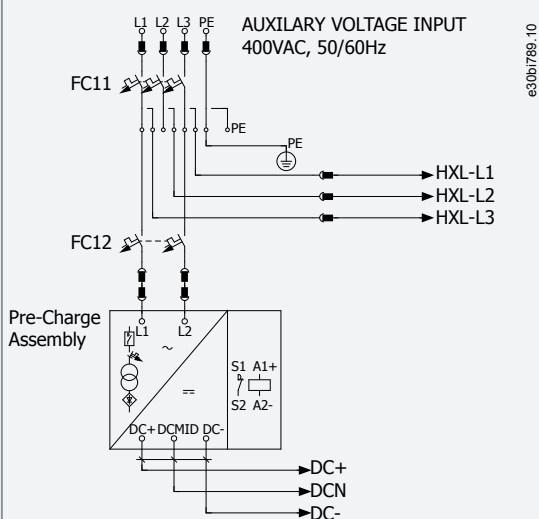 L1 L2 L3 PE
AUXILARY VOLTAGE INPUT
400VAC, 50/60Hz
e30bi789.10
FC11
PE
PE
HXL-L1
HXL-L2
HXL-L3
FC12
Pre-Charge
Assembly
L1 L2
S1 A1+
S2 A2-
DC+ DCMID DC-
DC+
DCN
DC-